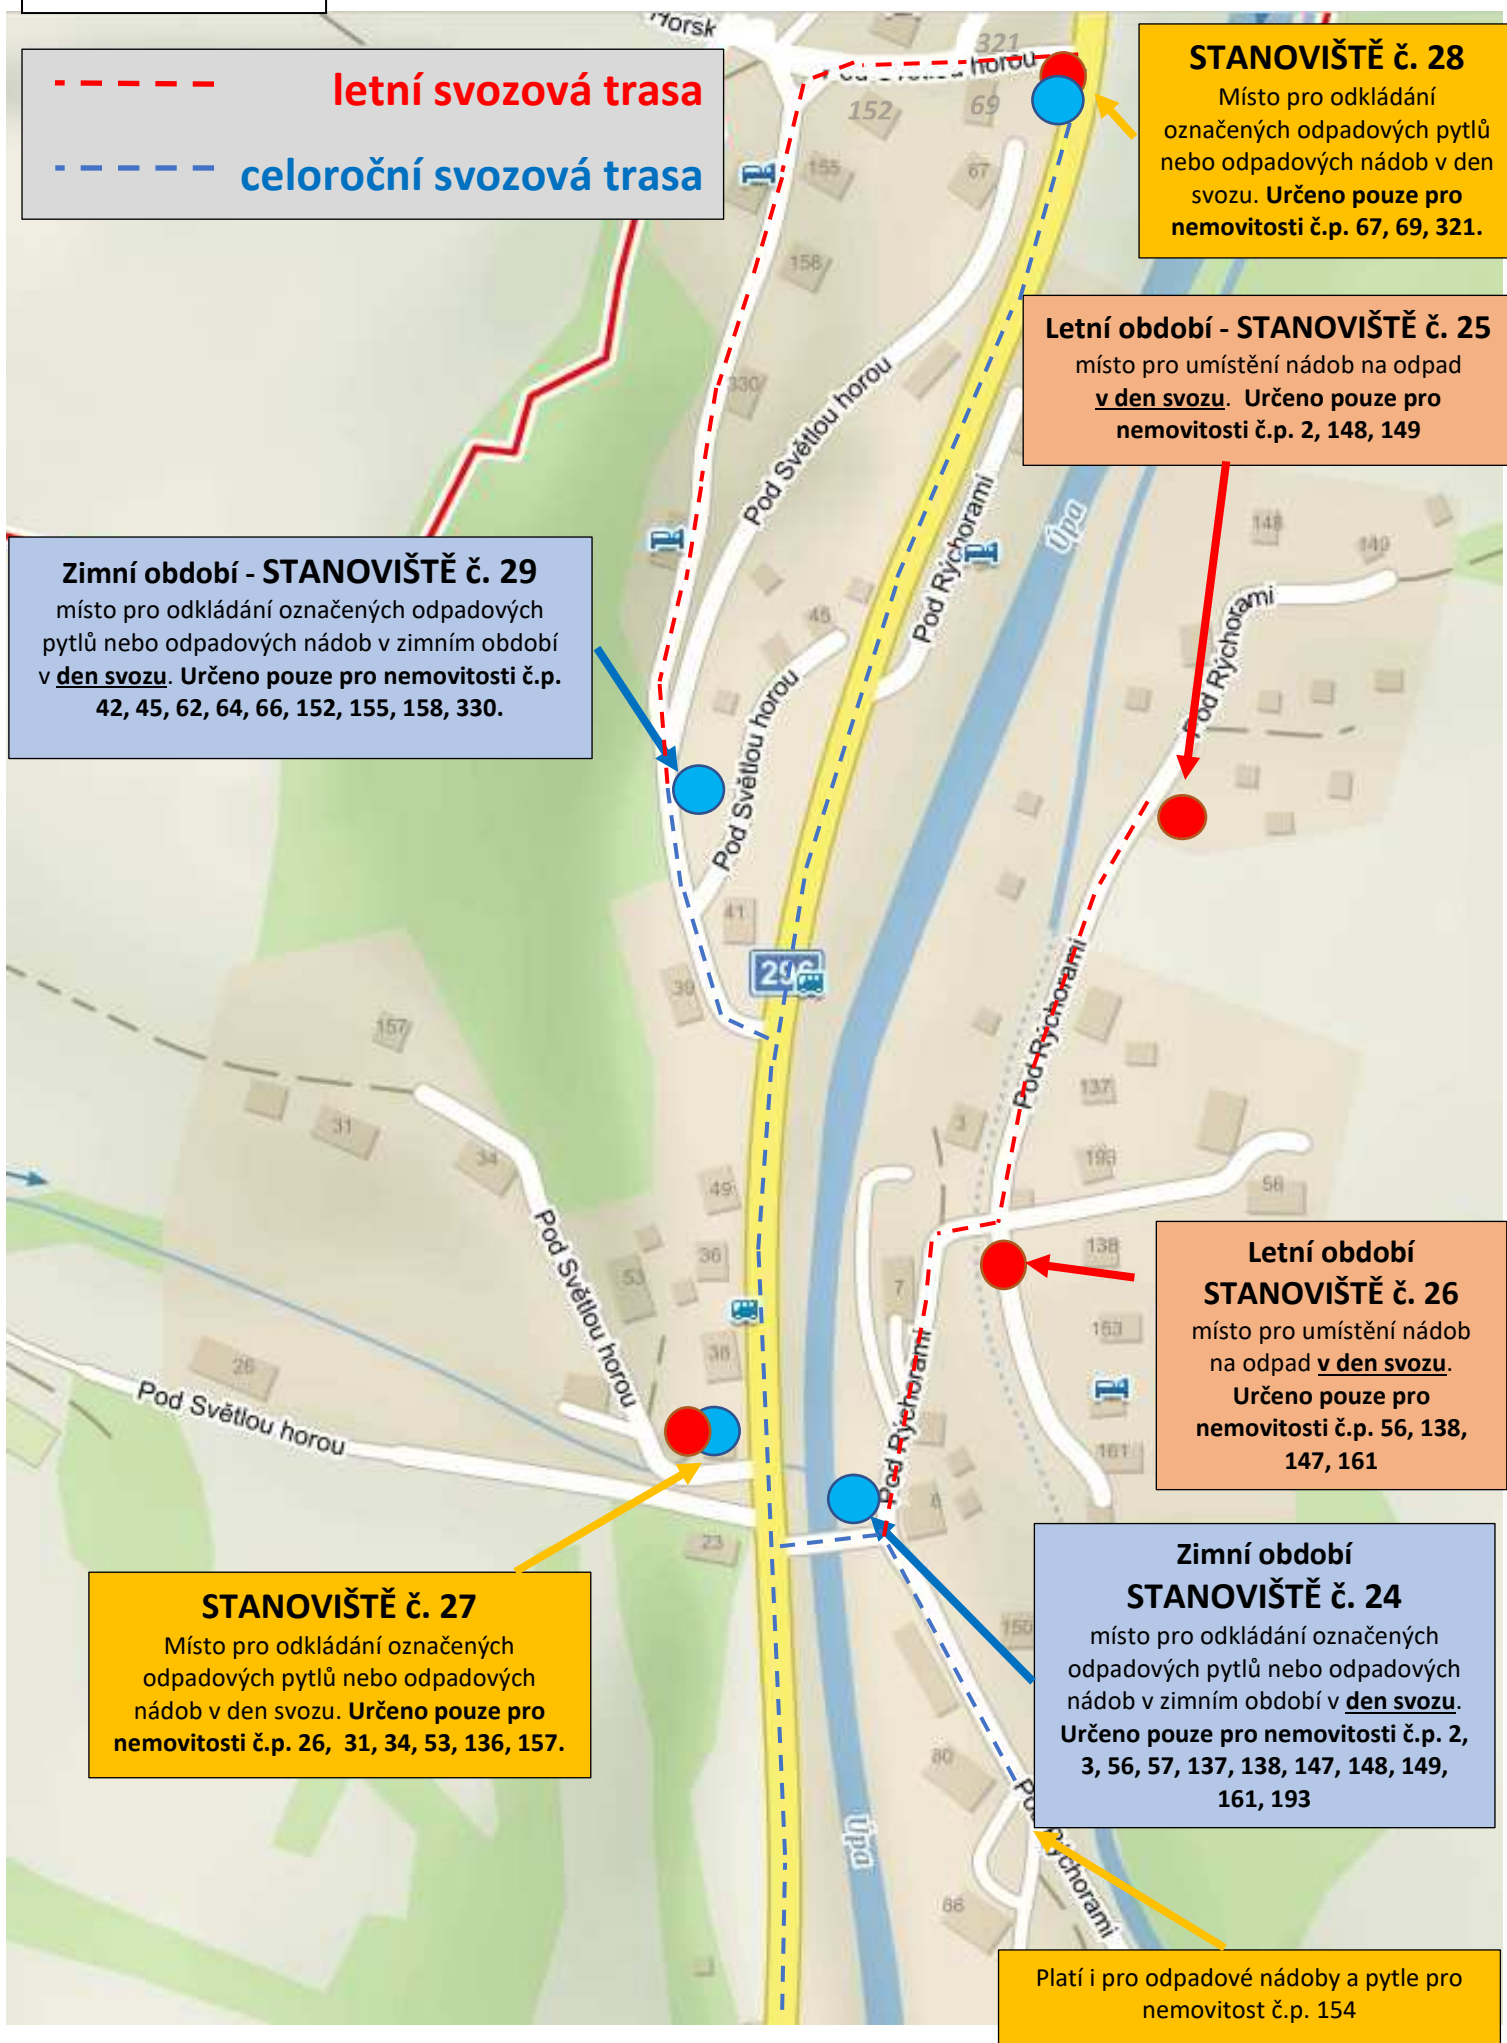 letní svozová trasa
celoroční svozová trasa
Horsk
Pod Světlou horou
321
152
69
155
67
158
330
STANOVIŠTĚ č. 28
Místo pro odkládání
označených odpadových pytlů
nebo odpadových nádob v den
svozu. Určeno pouze pro
nemovitosti č.p. 67, 69, 321.
Letní období - STANOVIŠTĚ č. 25
místo pro umístění nádob na odpad
v den svozu. Určeno pouze pro
nemovitosti č.p. 2, 148, 149
Pod Světlou horou
Pod Rýchorami
Úpa
148
149
Pod Rýchorami
Zimní období - STANOVIŠTĚ č. 29
místo pro odkládání označených odpadových
pytlů nebo odpadových nádob v zimním období
v den svozu. Určeno pouze pro nemovitosti č.p.
42, 45, 62, 64, 66, 152, 155, 158, 330.
45
Pod Světlou horou
41
39
296
Pod Rýchorami
157
31
34
49
36
53
38
26
Pod Světlou horou
Pod Světlou horou
137
3
193
56
138
7
153
161
Pod Rýchorami
6
23
Letní období
STANOVIŠTĚ č. 26
místo pro umístění nádob
na odpad v den svozu.
Určeno pouze pro
nemovitosti č.p. 56, 138,
147, 161
STANOVIŠTĚ č. 27
Místo pro odkládání označených
odpadových pytlů nebo odpadových
nádob v den svozu. Určeno pouze pro
nemovitosti č.p. 26, 31, 34, 53, 136, 157.
Zimní období
STANOVIŠTĚ č. 24
místo pro odkládání označených
odpadových pytlů nebo odpadových
nádob v zimním období v den svozu.
Určeno pouze pro nemovitosti č.p. 2,
3, 56, 57, 137, 138, 147, 148, 149,
161, 193
150
80
Pod Rýchorami
Úpa
86
Platí i pro odpadové nádoby a pytle pro
nemovitost č.p. 154